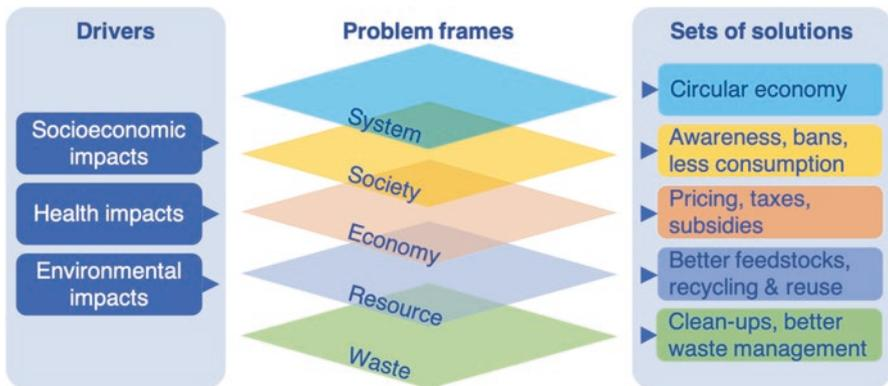 Drivers
Socioeconomic
impacts
Health impacts
Environmental
impacts
Problem frames
System
Society
Economy
Resource
Waste
Sets of solutions
Circular economy
Awareness, bans,
less consumption
Pricing, taxes,
subsidies
Better feedstocks,
recycling & reuse
Clean-ups, better
waste management